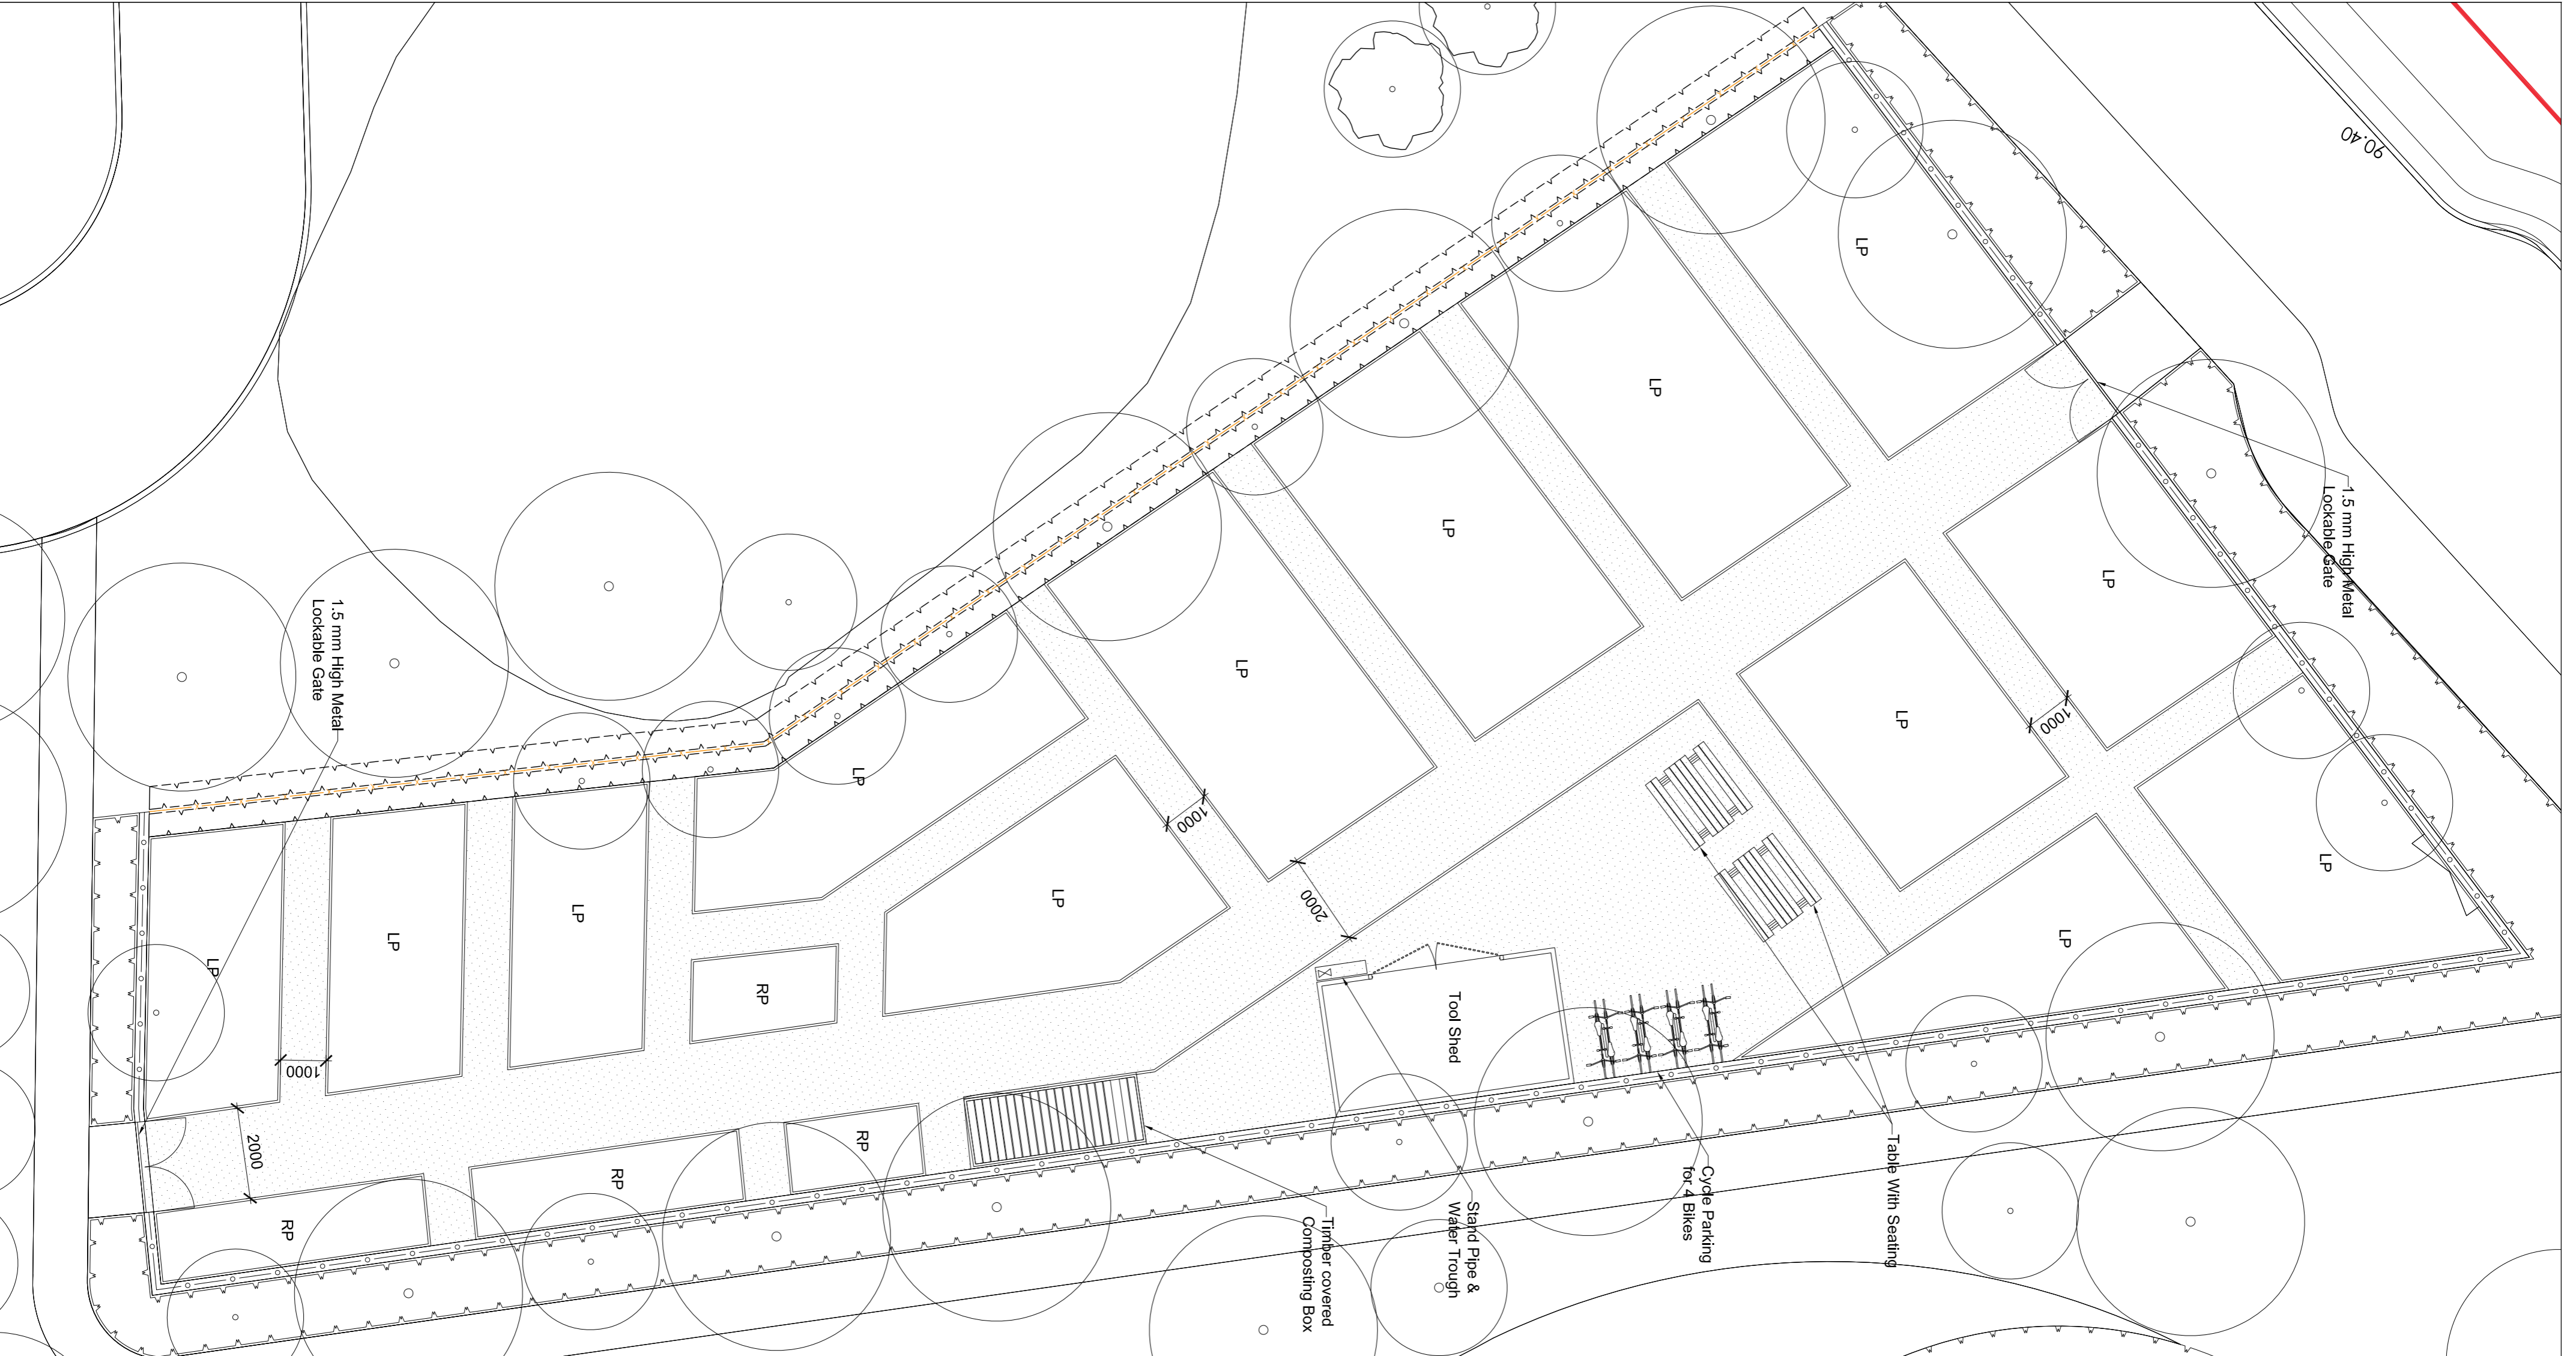 90.40
LP
LP
1.5 mm High Metal
Lockable Gate
LP
LP
1.5 mm High Metal
Lockable Gate
LP
LP
1000
LP
1000
LP
LP
2000
LP
LP
LP
LP
RP
LP
Tool Shed
1000
RP
2000
RP
RP
Table With Seating
Cycle Parking
for 4 Bikes
Stand Pipe &
Water Trough
Timber covered
Composting Box